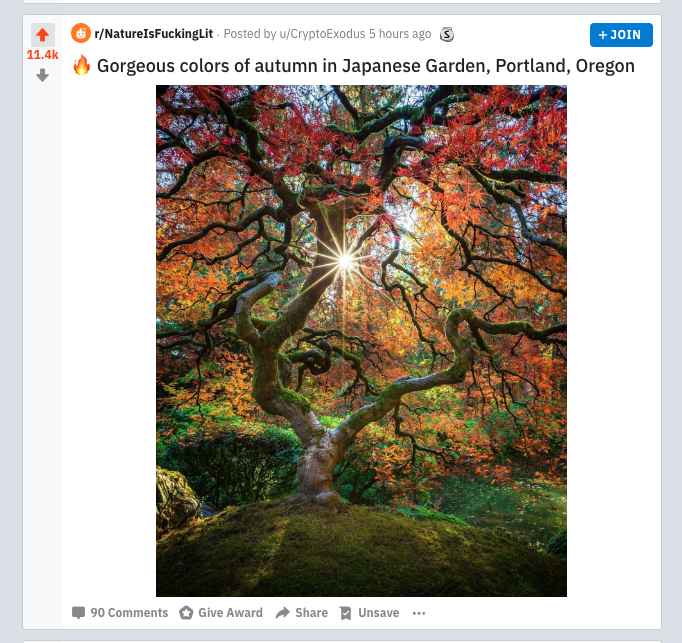 r/NatureIsFuckingLit · Posted by u/CryptoExodus 5 hours ago
+ JOIN
11.4k
🔥 Gorgeous colors of autumn in Japanese Garden, Portland, Oregon
90 Comments Give Award Share Unsave ···